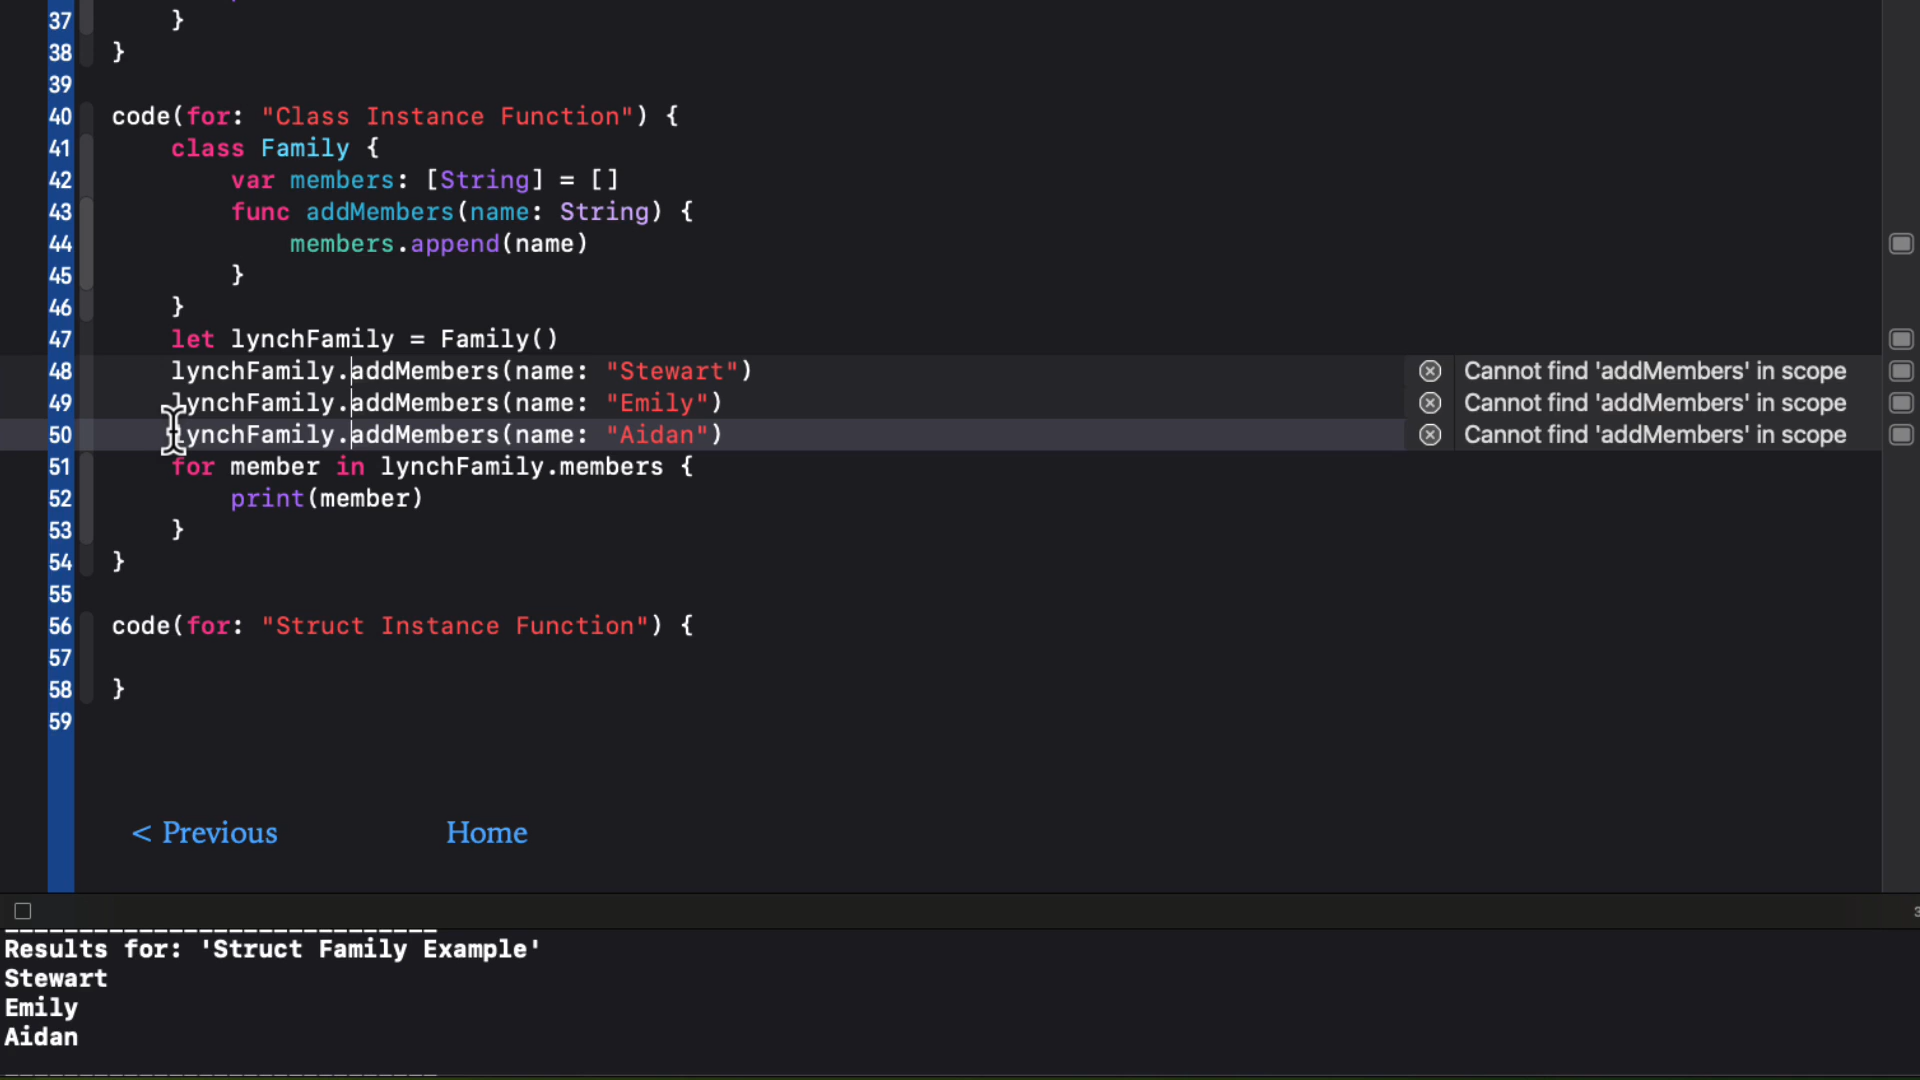 37 }
38 }
39
40 code(for: "Class Instance Function") {
41 class Family {
42 var members: [String] = []
43 func addMembers(name: String) {
44 members.append(name)
45 }
46 }
47 let lynchFamily = Family()
48 lynchFamily.addMembers(name: "Stewart") Cannot find 'addMembers' in scope
49 lynchFamily.addMembers(name: "Emily") Cannot find 'addMembers' in scope
50 lynchFamily.addMembers(name: "Aidan") Cannot find 'addMembers' in scope
51 for member in lynchFamily.members {
52 print(member)
53 }
54 }
55
56 code(for: "Struct Instance Function") {
57
58 }
59
< Previous Home
Results for: 'Struct Family Example'
Stewart
Emily
Aidan